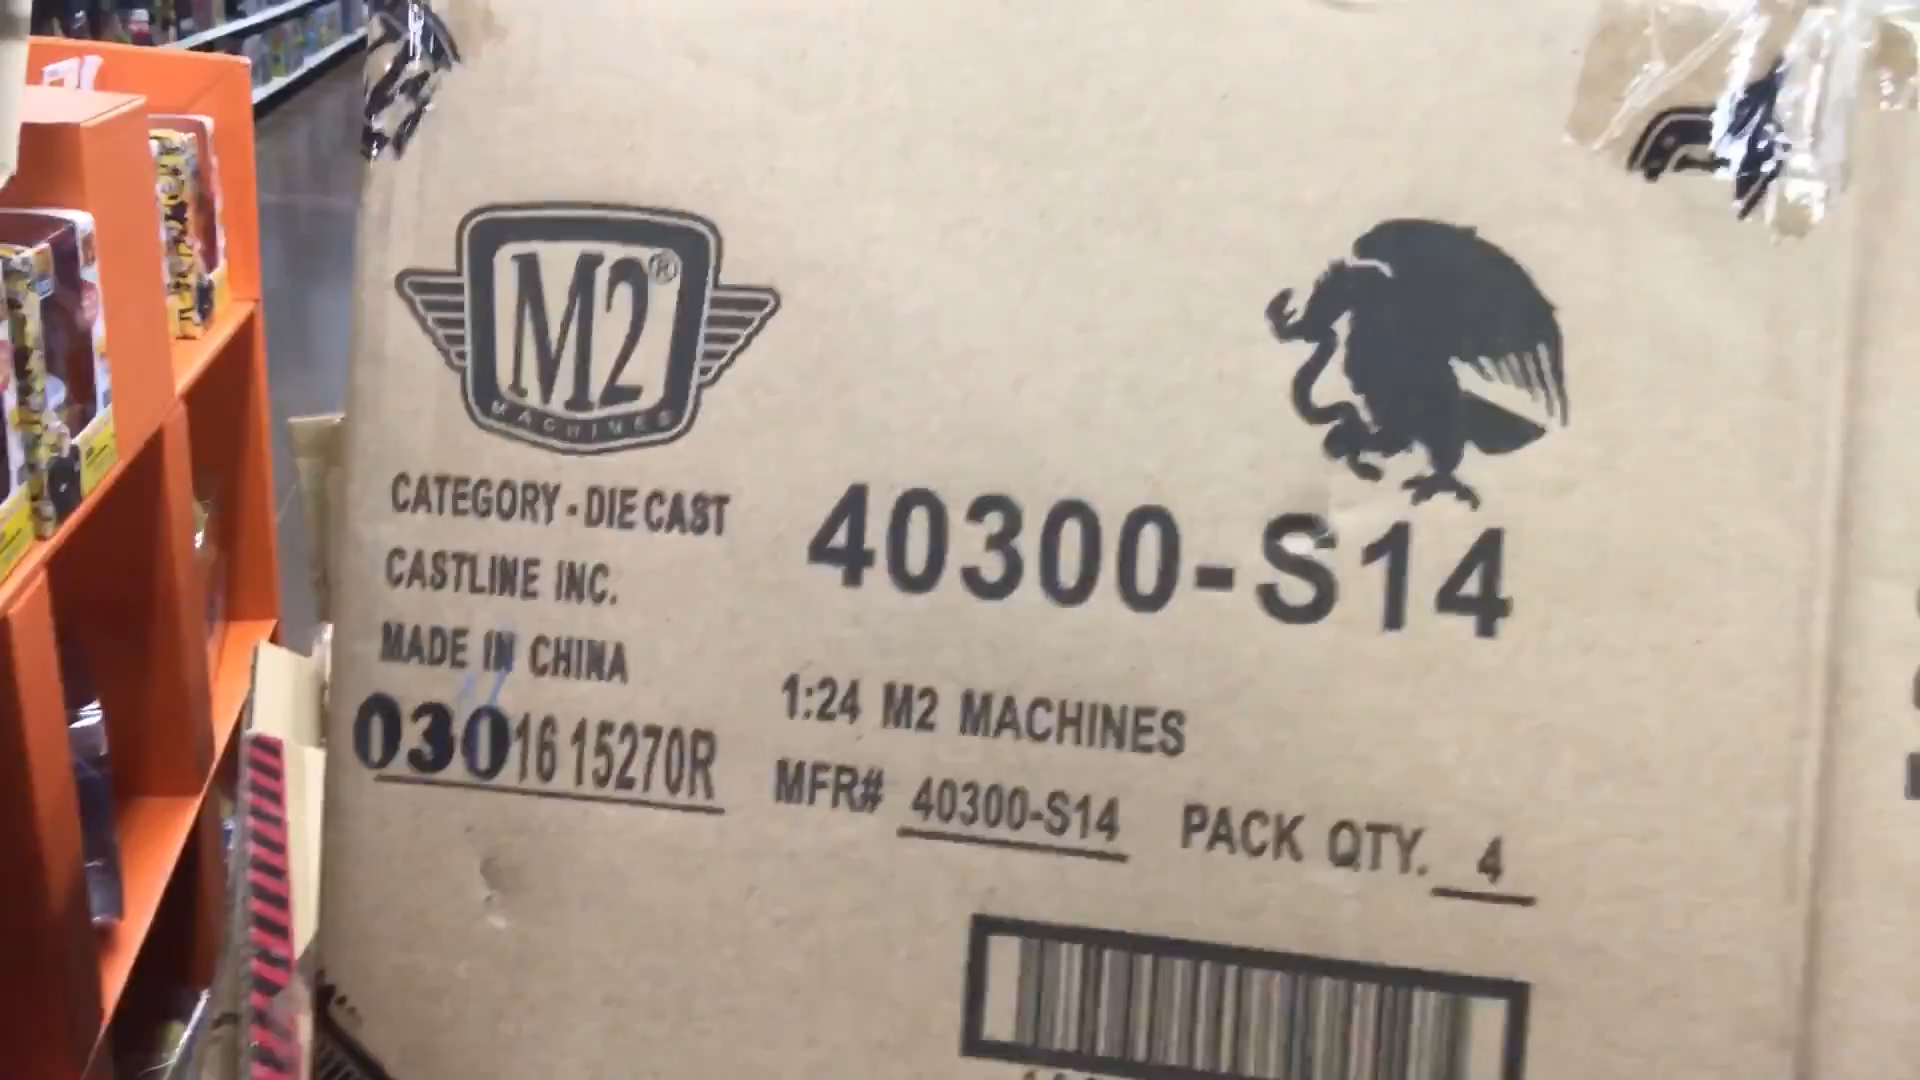 M2®
MACHINES
CATEGORY - DIE CAST
CASTLINE INC.
MADE IN CHINA
03016 15270R
40300-S14
1:24 M2 MACHINES
MFR# 40300-S14 PACK QTY. 4